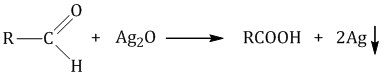 O
R—C + Ag₂O ⟶ RCOOH + 2Ag↓
H